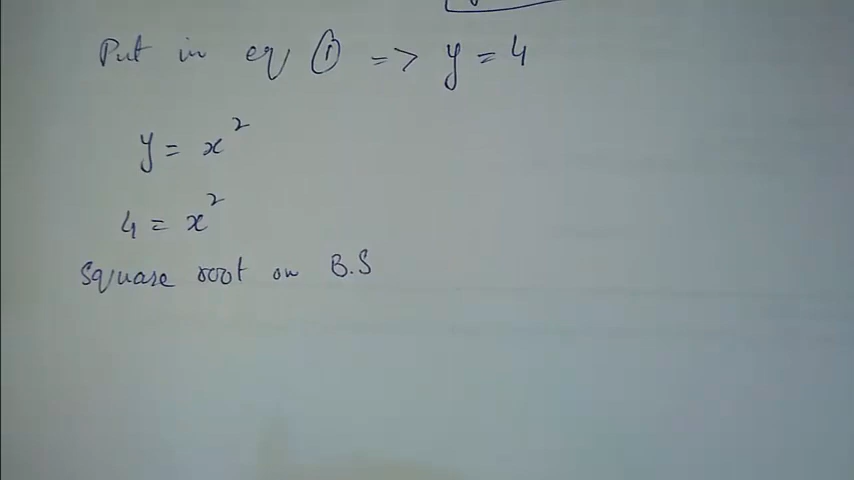 Put in eq ① => y = 4
y = x²
4 = x²
Square root on B.S